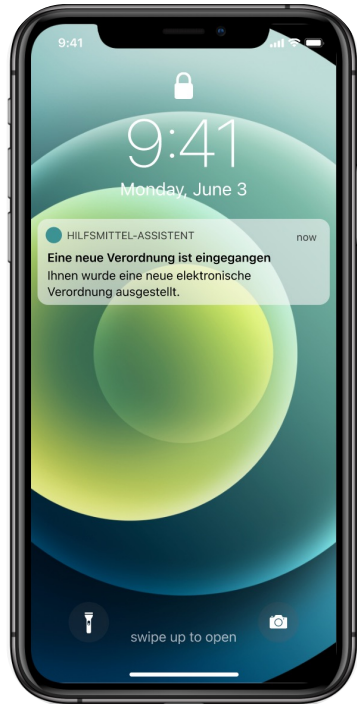 9:41
9:41
Monday, June 3
HILFSMITTEL-ASSISTENT now
Eine neue Verordnung ist eingegangen
Ihnen wurde eine neue elektronische
Verordnung ausgestellt.
swipe up to open